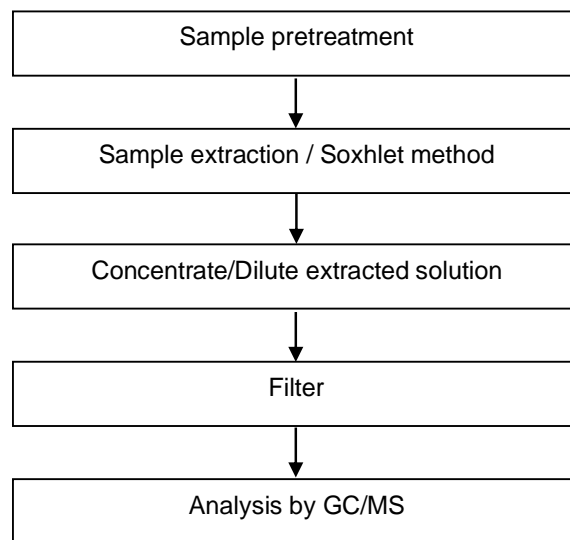 Sample pretreatment
Sample extraction / Soxhlet method
Concentrate/Dilute extracted solution
Filter
Analysis by GC/MS